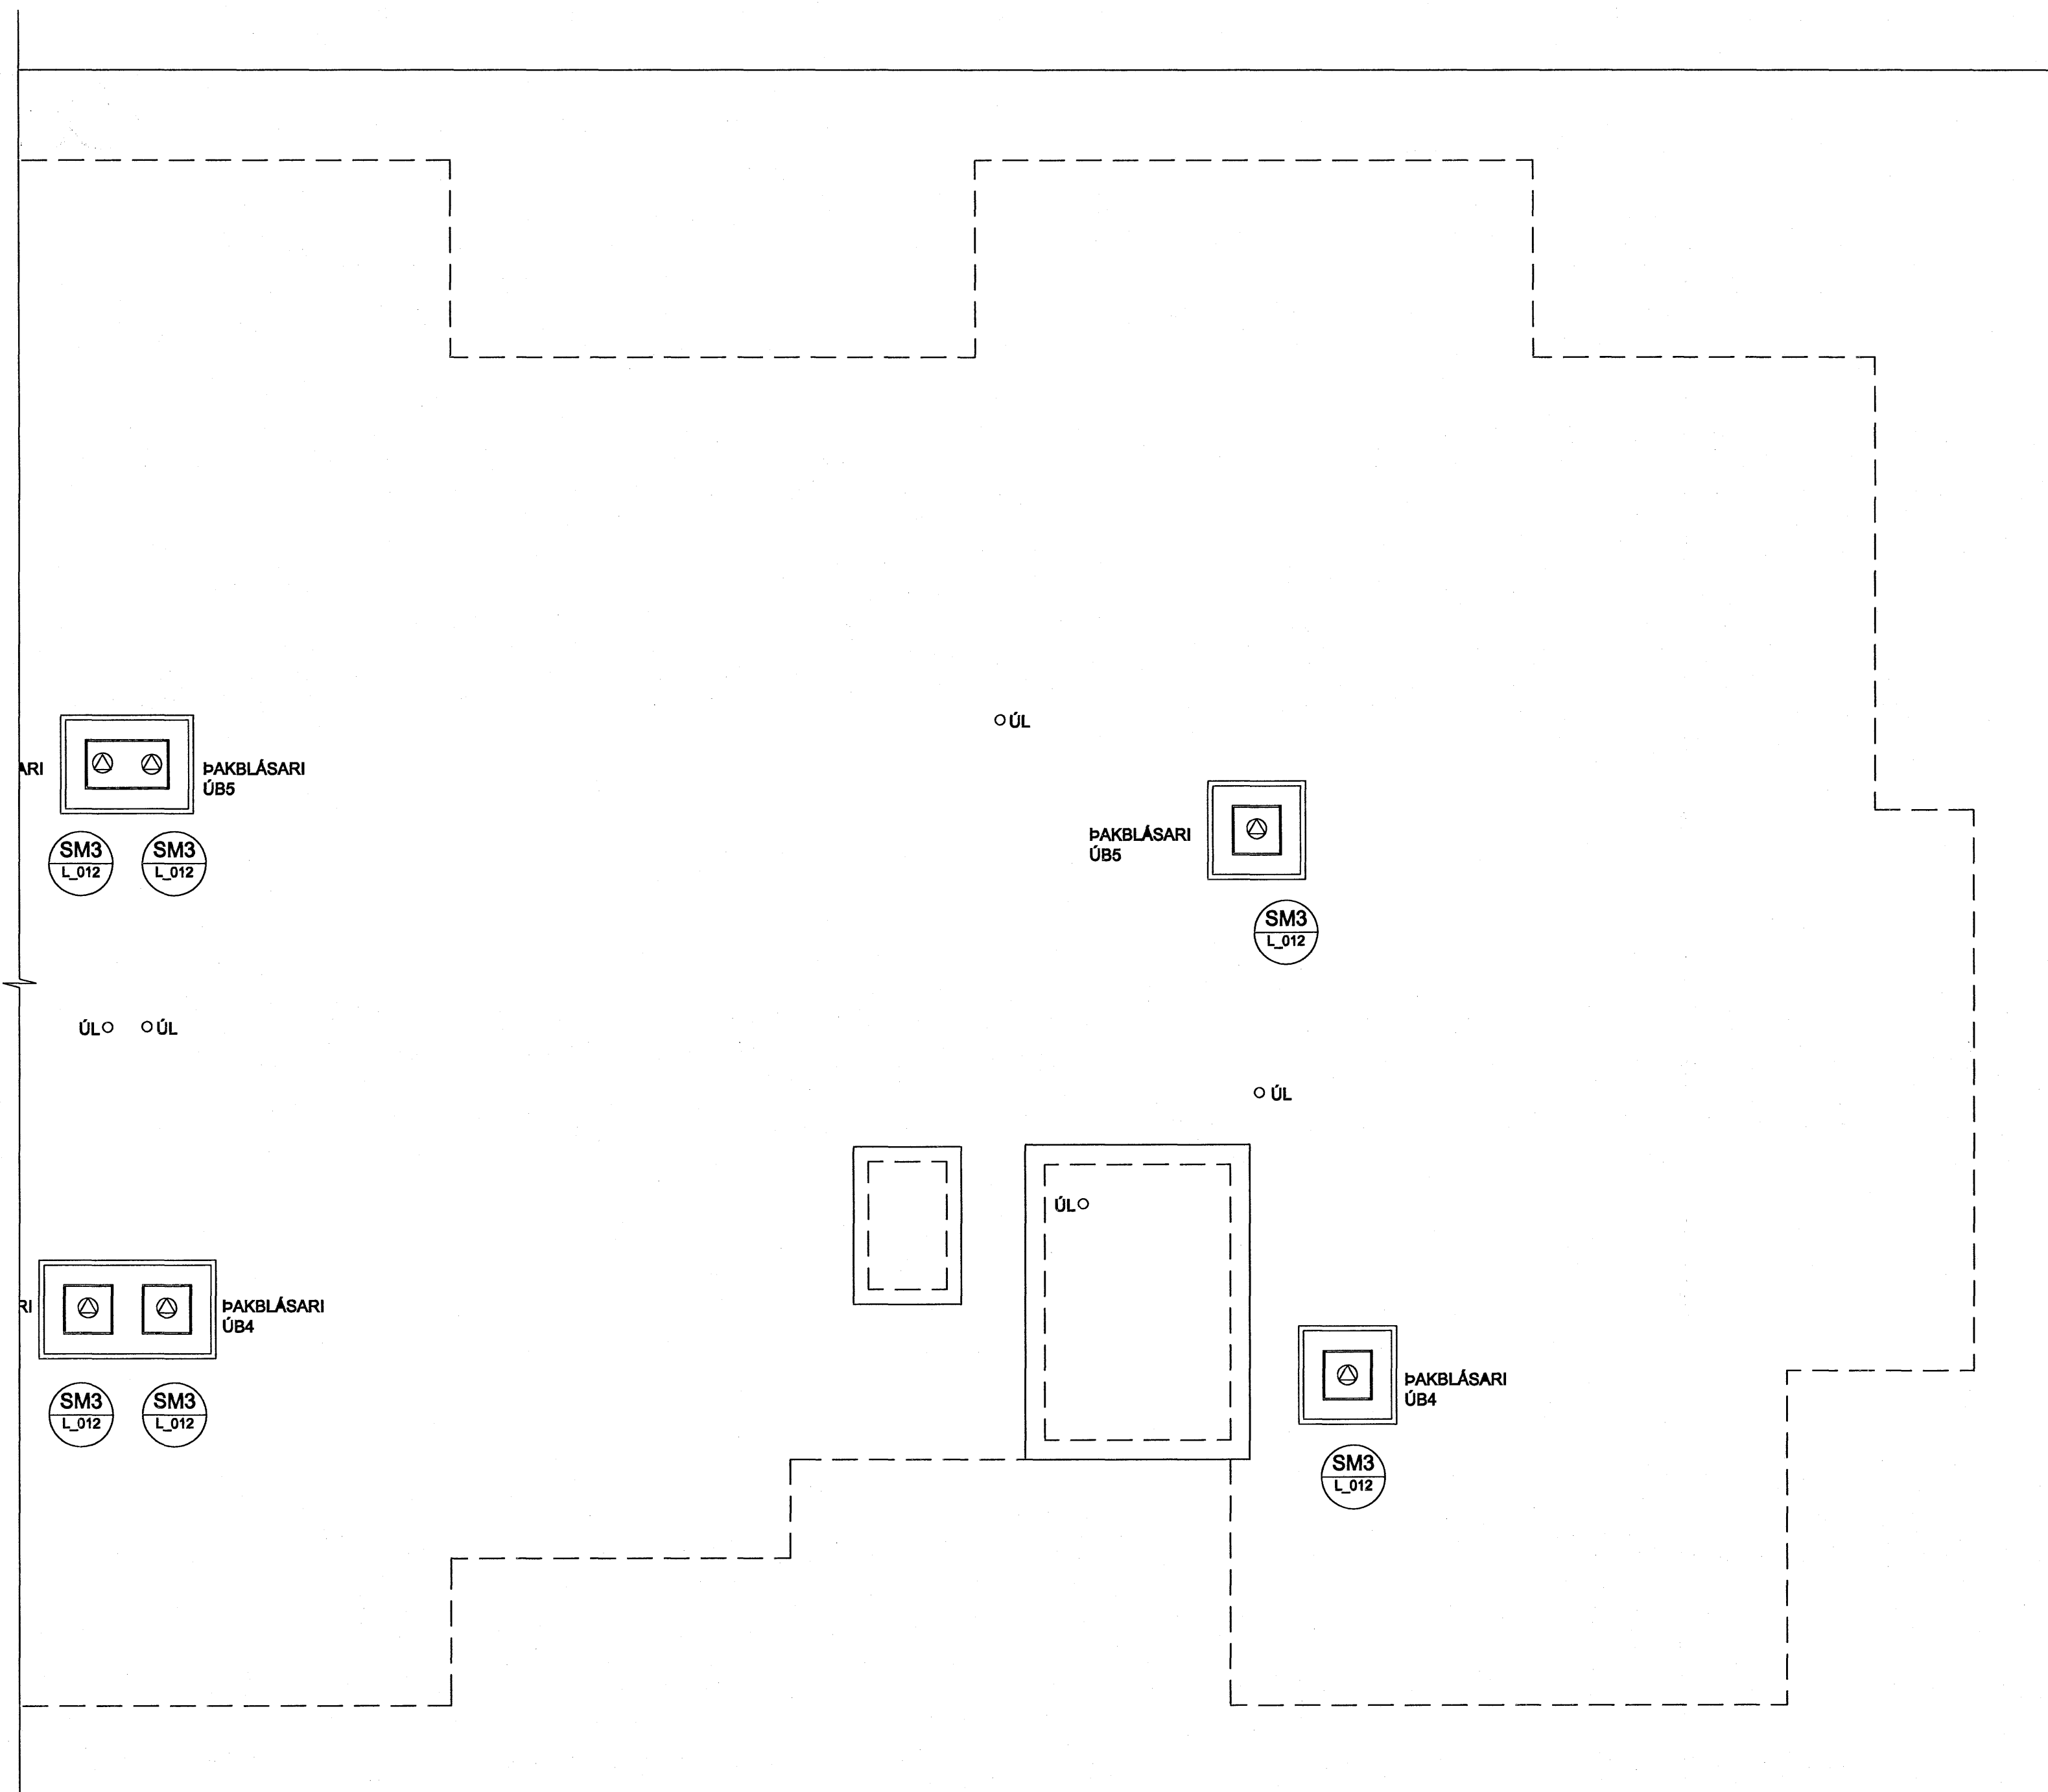 ÚL
ARI
ÞAKBLÁSARI
ÚB5
ÞAKBLÁSARI
ÚB5
SM3
L_012
SM3
L_012
SM3
L_012
ÚL
ÚL
ÚL
ÚL
RI
ÞAKBLÁSARI
ÚB4
ÞAKBLÁSARI
ÚB4
SM3
L_012
SM3
L_012
SM3
L_012